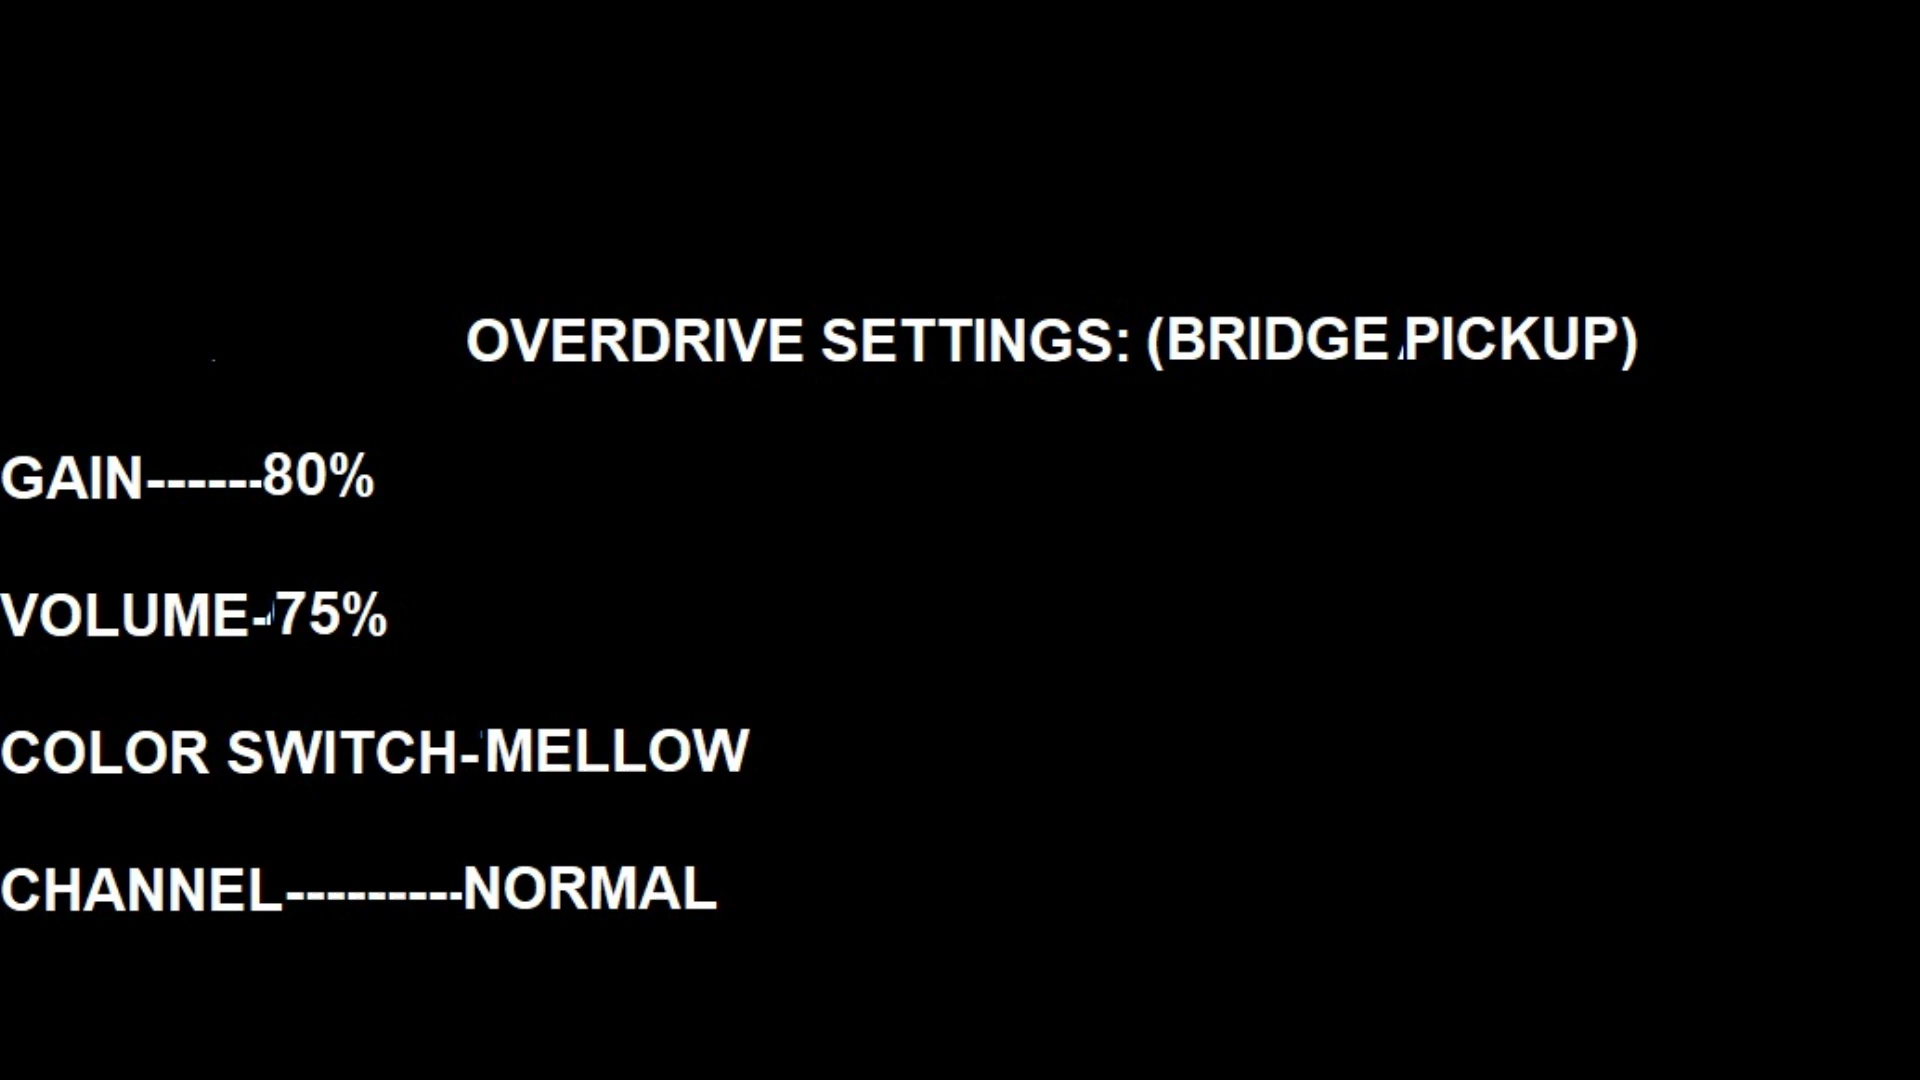 OVERDRIVE SETTINGS: (BRIDGE PICKUP)
GAIN------80%
VOLUME-75%
COLOR SWITCH-MELLOW
CHANNEL---------NORMAL